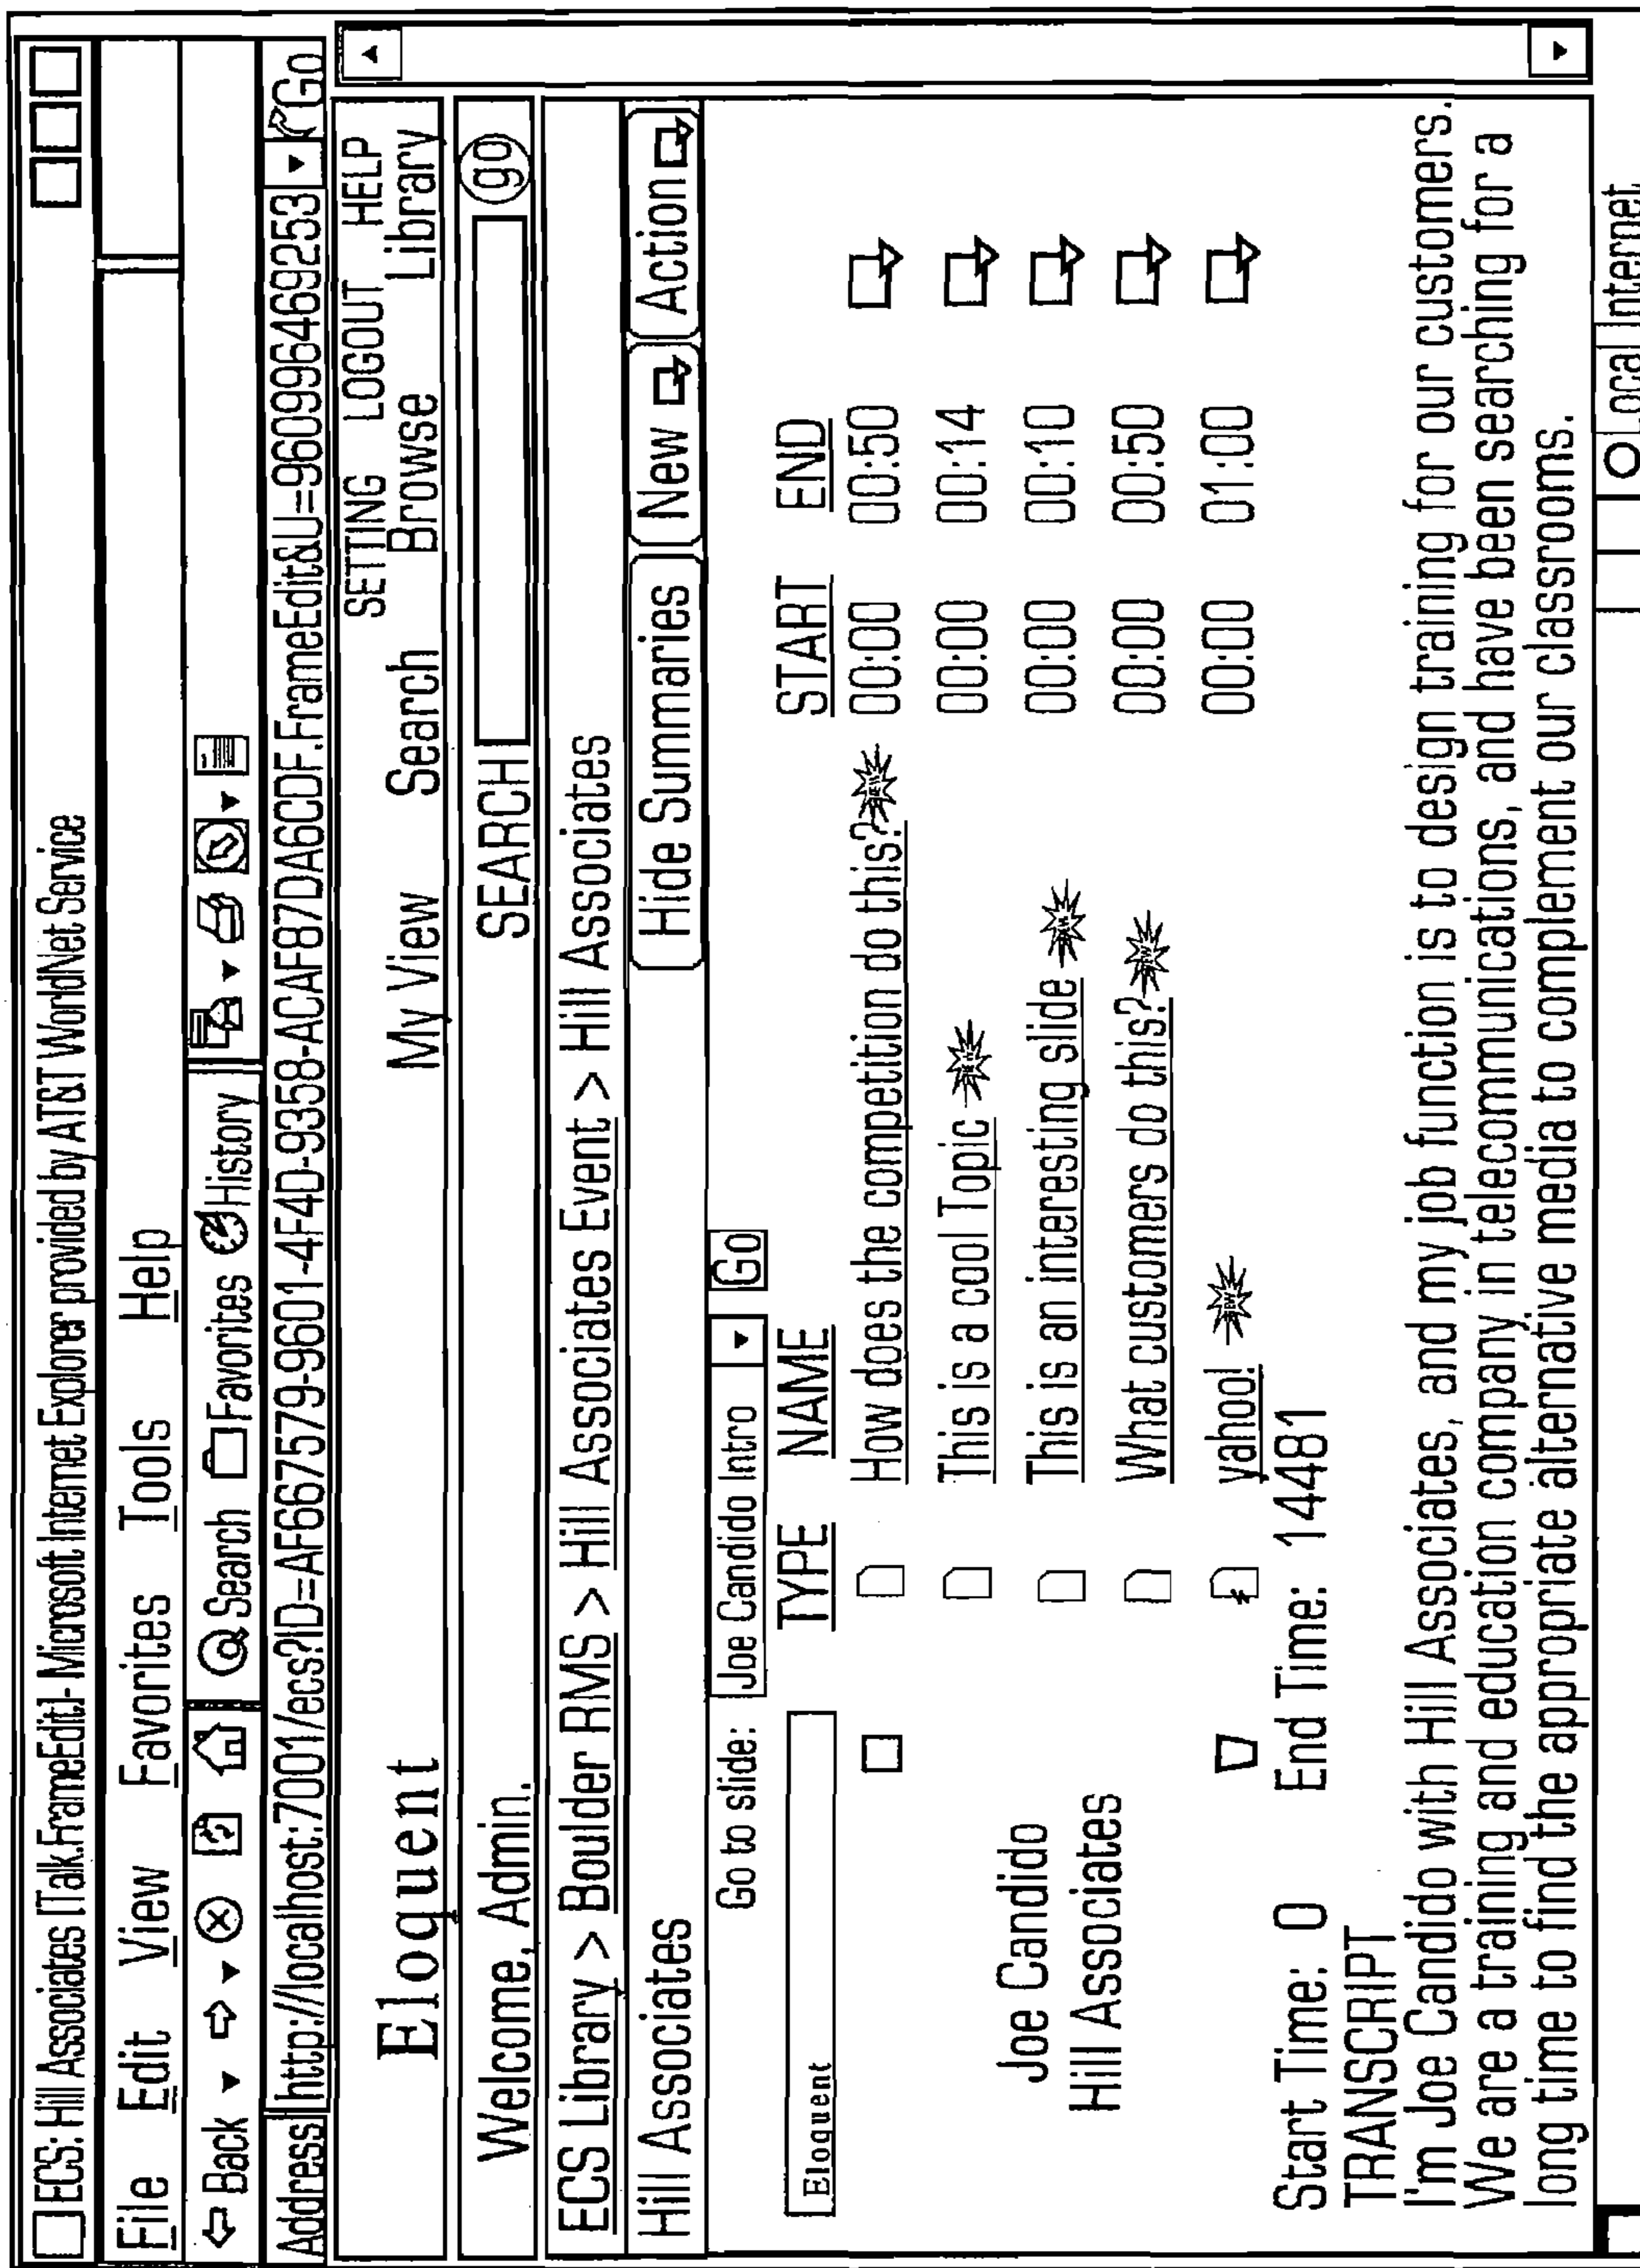 ECS: Hill Associates [iTalk.FrameEdit]- Microsoft Internet Explorer provided by AT&T WorldNet Service
File Edit View Favorites Tools Help
Back Search Favorites History
Address http://localhost:7001/ecs?ID=AF667579-9601-4F4D-9358-ACAF87DA6CDF.FrameEdit&U=960996469253 Go
SETTING LOGOUT HELP
Eloquent My View Search Browse Library
Welcome, Admin. SEARCH go
ECS Library > Boulder RMS > Hill Associates Event > Hill Associates
Hill Associates Hide Summaries New Action
Go to slide: Joe Candido Intro Go
Eloquent TYPE NAME START END
How does the competition do this? NEW 00:00 00:50
This is a cool Topic NEW 00:00 00:14
Joe Candido This is an interesting slide NEW 00:00 00:10
Hill Associates What customers do this? NEW 00:00 00:50
yahoo! NEW 00:00 01:00
Start Time: 0 End Time: 14481
TRANSCRIPT
I'm Joe Candido with Hill Associates, and my job function is to design training for our customers.
We are a training and education company in telecommunications, and have been searching for a
long time to find the appropriate alternative media to complement our classrooms.
Local Internet